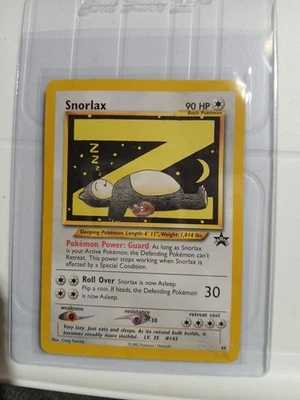 Snorlax
90 HP
Basic Pokémon
Z
Z
Z
Z
Sleeping Pokémon. Length: 6' 11", Weight: 1,014 lbs.
Pokémon Power: Guard As long as Snorlax
is your Active Pokémon, the Defending Pokémon can't
Retreat. This power stops working when Snorlax is
affected by a Special Condition.
Roll Over Snorlax is now Asleep.
Flip a coin. If heads, the Defending Pokémon
is now Asleep.
30
weakness
resistance
retreat cost
-30
Very lazy. Just eats and sleeps. As its rotund bulk builds, it
becomes steadily more slothful. LV. 35 #143
Illus. Craig Turvey
49